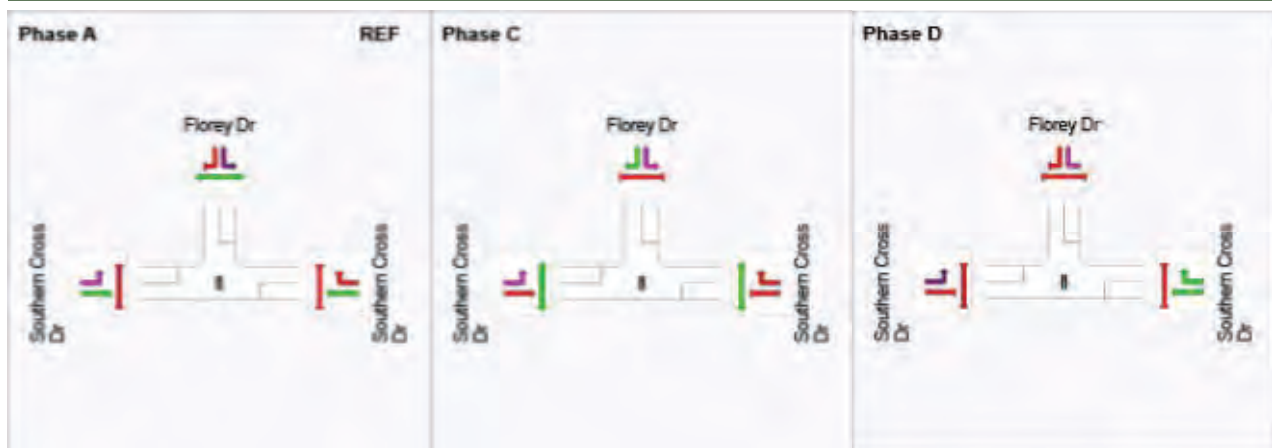 Phase A
REF
Florey Dr
Southern Cross
Dr
Southern Cross
Dr
Phase C
Florey Dr
Southern Cross
Dr
Southern Cross
Dr
Phase D
Florey Dr
Southern Cross
Dr
Southern Cross
Dr